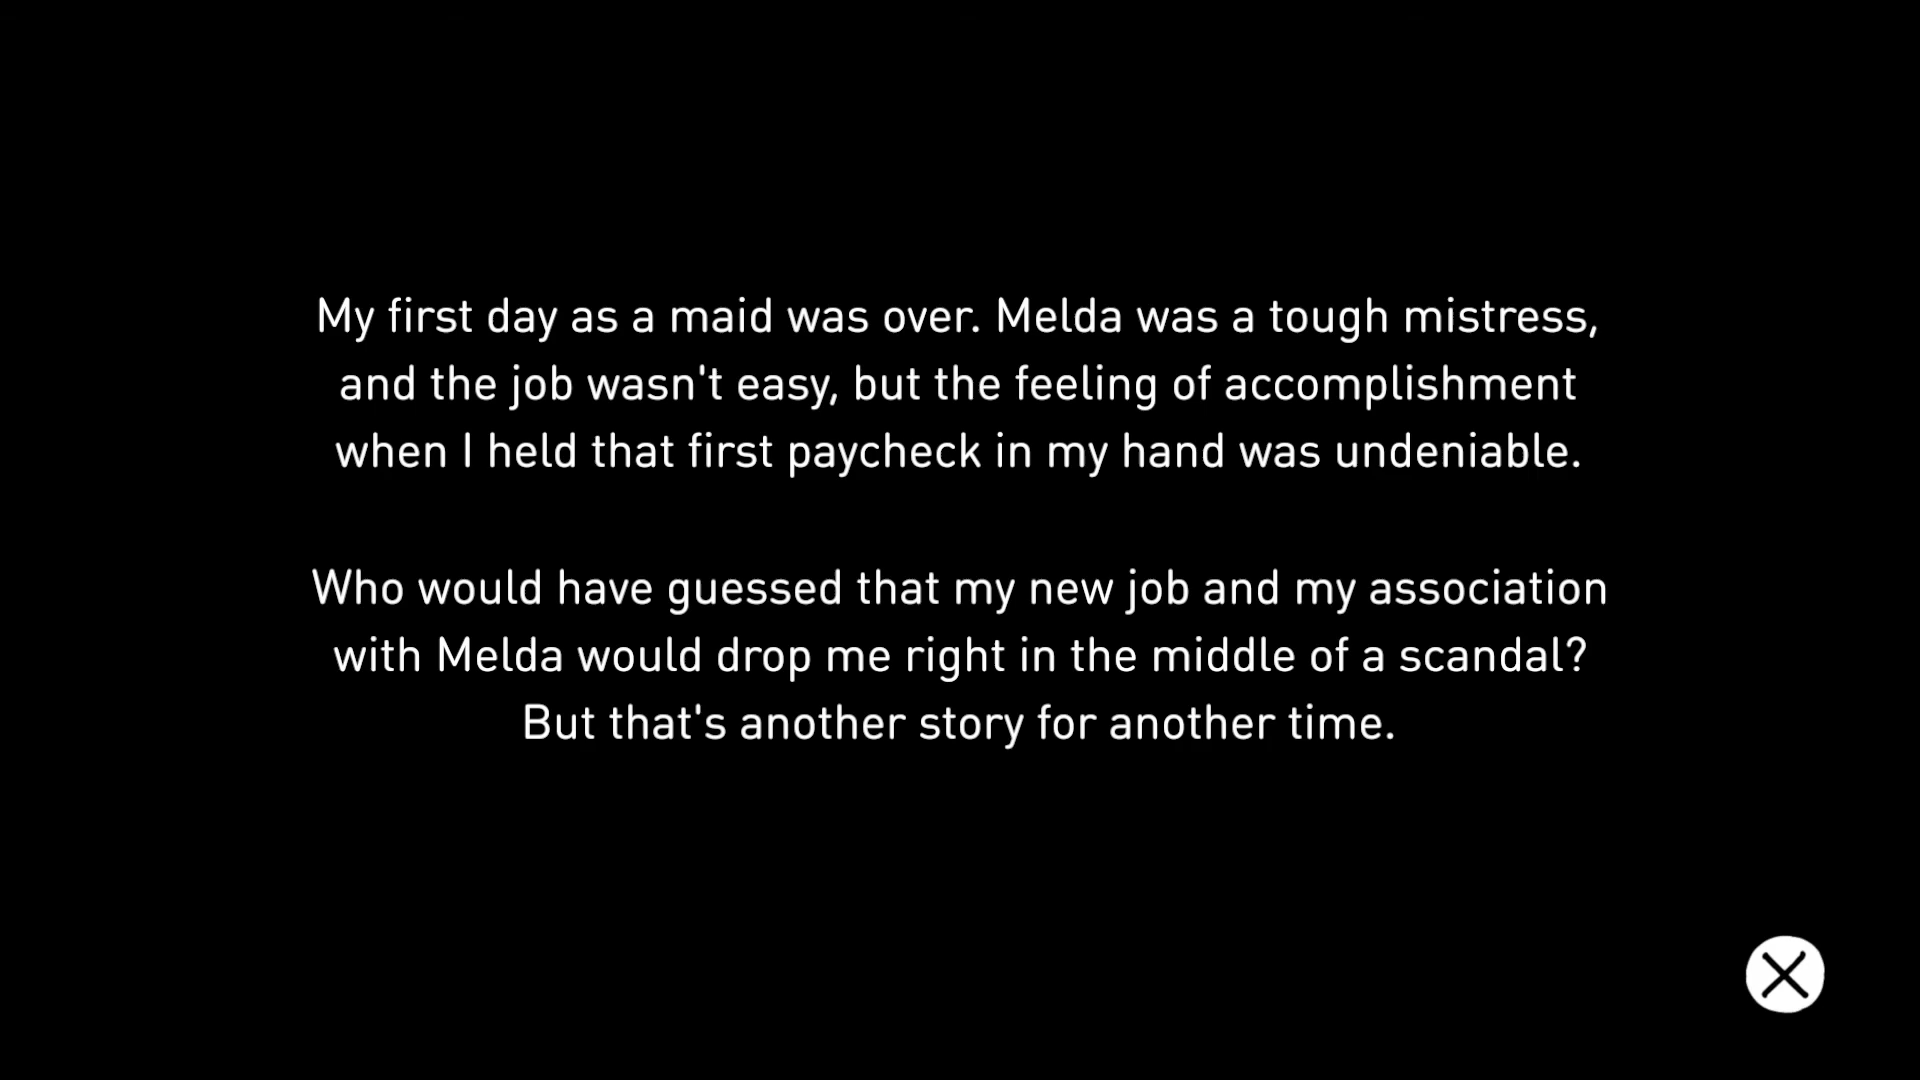 My first day as a maid was over. Melda was a tough mistress,
and the job wasn't easy, but the feeling of accomplishment
when I held that first paycheck in my hand was undeniable.
Who would have guessed that my new job and my association
with Melda would drop me right in the middle of a scandal?
But that's another story for another time.